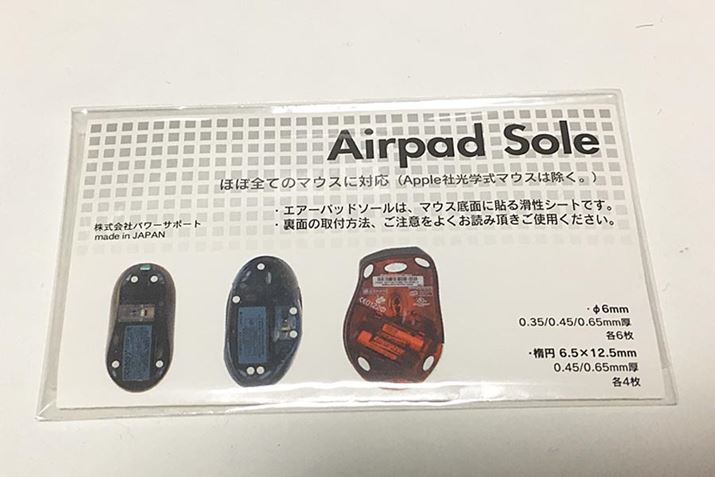 Airpad Sole
ほぼ全てのマウスに対応（Apple社光学式マウスは除く。）
・エアーパッドソールは、マウス底面に貼る滑性シートです。
・裏面の取付方法、ご注意をよくお読み頂きご使用ください。
株式会社パワーサポート
made in JAPAN
・φ6mm
0.35/0.45/0.65mm厚
各6枚
・楕円 6.5×12.5mm
0.45/0.65mm厚
各4枚